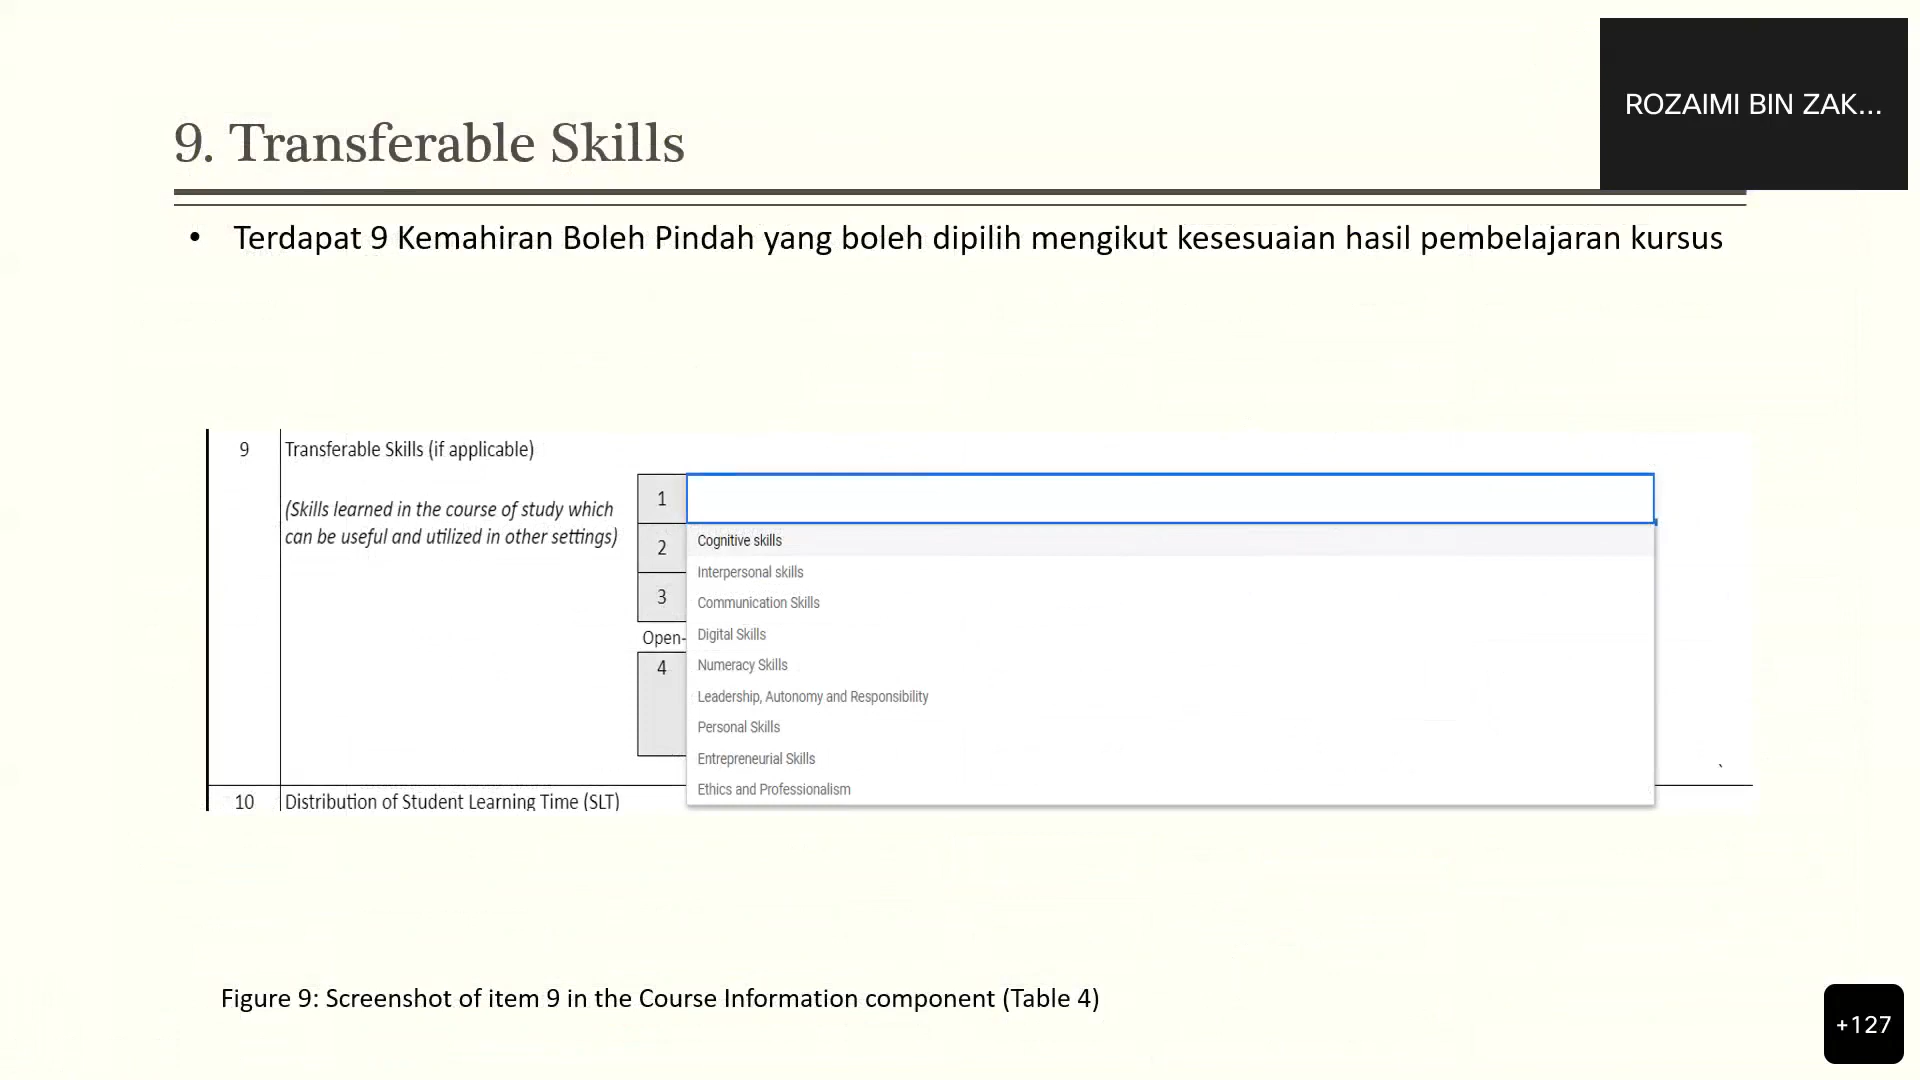 ROZAIMI BIN ZAK...
9. Transferable Skills
• Terdapat 9 Kemahiran Boleh Pindah yang boleh dipilih mengikut kesesuaian hasil pembelajaran kursus
9 Transferable Skills (if applicable)
(Skills learned in the course of study which
can be useful and utilized in other settings)
1
2
3
Open-
4
Cognitive skills
Interpersonal skills
Communication Skills
Digital Skills
Numeracy Skills
Leadership, Autonomy and Responsibility
Personal Skills
Entrepreneurial Skills
Ethics and Professionalism
10 Distribution of Student Learning Time (SLT)
Figure 9: Screenshot of item 9 in the Course Information component (Table 4)
+127